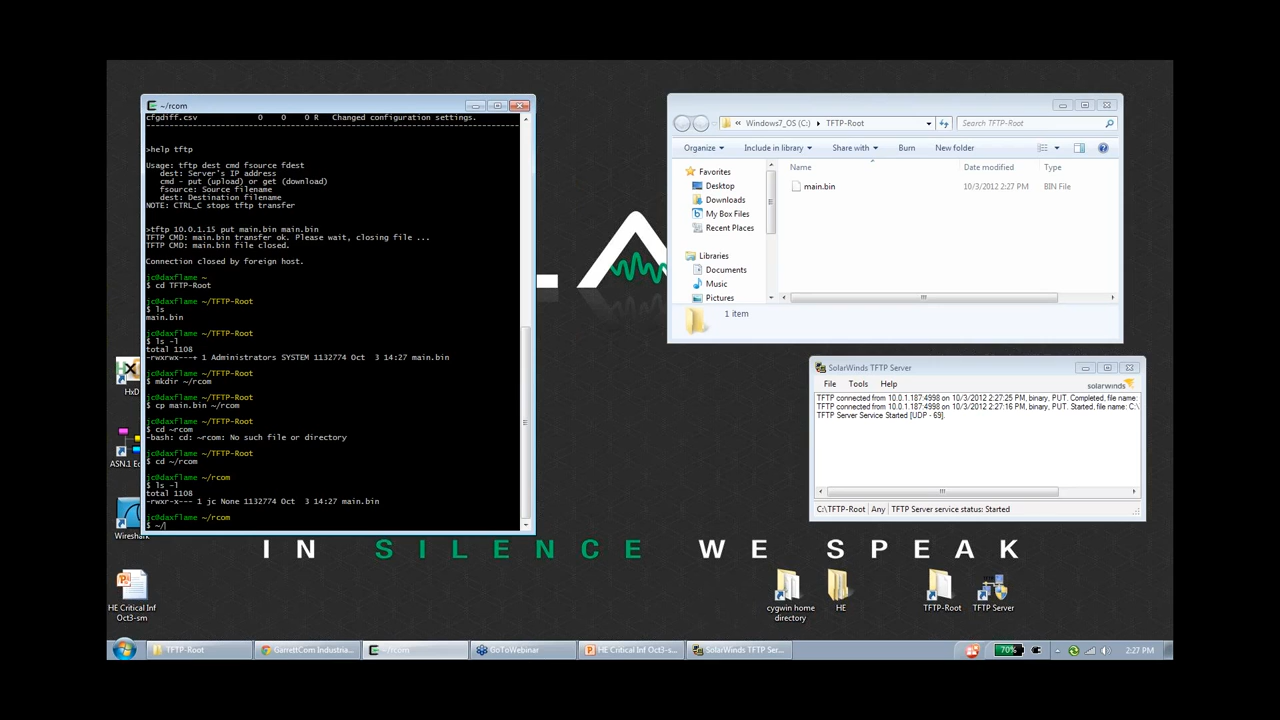 ~/rcom
cfgdiff.csv 0 0 0 R Changed configuration settings.
>help tftp
Usage: tftp dest cmd fsource fdest
dest: Server's IP address
cmd - put (upload) or get (download)
fsource: Source filename
dest: Destination filename
NOTE: CTRL_C stops tftp transfer
>tftp 10.0.1.15 put main.bin main.bin
TFTP CMD: main.bin transfer ok. Please wait, closing file ...
TFTP CMD: main.bin file closed.
Connection closed by foreign host.
jc@daxflame ~
$ cd TFTP-Root
jc@daxflame ~/TFTP-Root
$ ls
main.bin
jc@daxflame ~/TFTP-Root
$ ls -l
total 1108
-rwxrwx---+ 1 Administrators SYSTEM 1132774 Oct 3 14:27 main.bin
jc@daxflame ~/TFTP-Root
$ mkdir ~/rcom
jc@daxflame ~/TFTP-Root
$ cp main.bin ~/rcom
jc@daxflame ~/TFTP-Root
$ cd ~rcom
-bash: cd: ~rcom: No such file or directory
jc@daxflame ~/TFTP-Root
$ cd ~/rcom
jc@daxflame ~/rcom
$ ls -l
total 1108
-rwxr-x--- 1 jc None 1132774 Oct 3 14:27 main.bin
jc@daxflame ~/rcom
$ ~/
« Windows7_OS (C:) TFTP-Root
Search TFTP-Root
Organize Include in library Share with Burn New folder
Name Date modified Type
main.bin 10/3/2012 2:27 PM BIN File
Favorites
Desktop
Downloads
My Box Files
Recent Places
Libraries
Documents
Music
Pictures
1 item
SolarWinds TFTP Server
File Tools Help
solarwinds
TFTP connected from 10.0.1.187:4998 on 10/3/2012 2:27:25 PM, binary, PUT. Completed, file name:
TFTP connected from 10.0.1.187:4998 on 10/3/2012 2:27:16 PM, binary, PUT. Started, file name: C:\
TFTP Server Service Started [UDP - 69].
C:\TFTP-Root Any TFTP Server service status: Started
HxD
ASN.1 Ed
Wireshark
IN SILENCE WE SPEAK
HE Critical Inf
Oct3-sm
cygwin home
directory
HE
TFTP-Root
TFTP Server
TFTP-Root
GarrettCom Industria...
~/rcom
GoToWebinar
HE Critical Inf Oct3-s...
SolarWinds TFTP Ser...
70%
2:27 PM